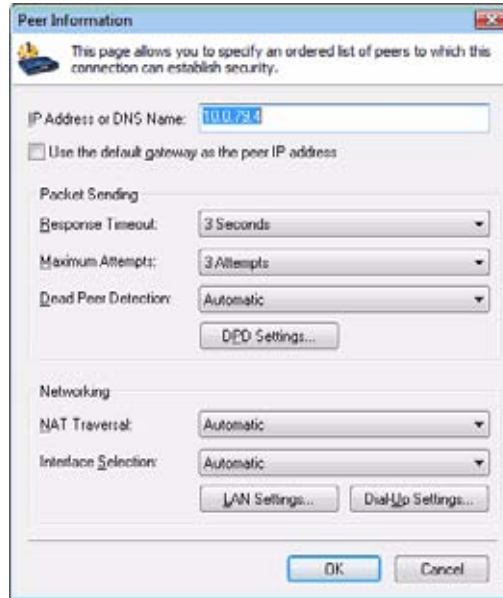 Peer Information
This page allows you to specify an ordered list of peers to which this
connection can establish security.
IP Address or DNS Name: 10.0.79.4
Use the default gateway as the peer IP address
Packet Sending
Response Timeout: 3 Seconds
Maximum Attempts: 3 Attempts
Dead Peer Detection: Automatic
DPD Settings...
Networking
NAT Traversal: Automatic
Interface Selection: Automatic
LAN Settings... Dial-Up Settings...
OK Cancel